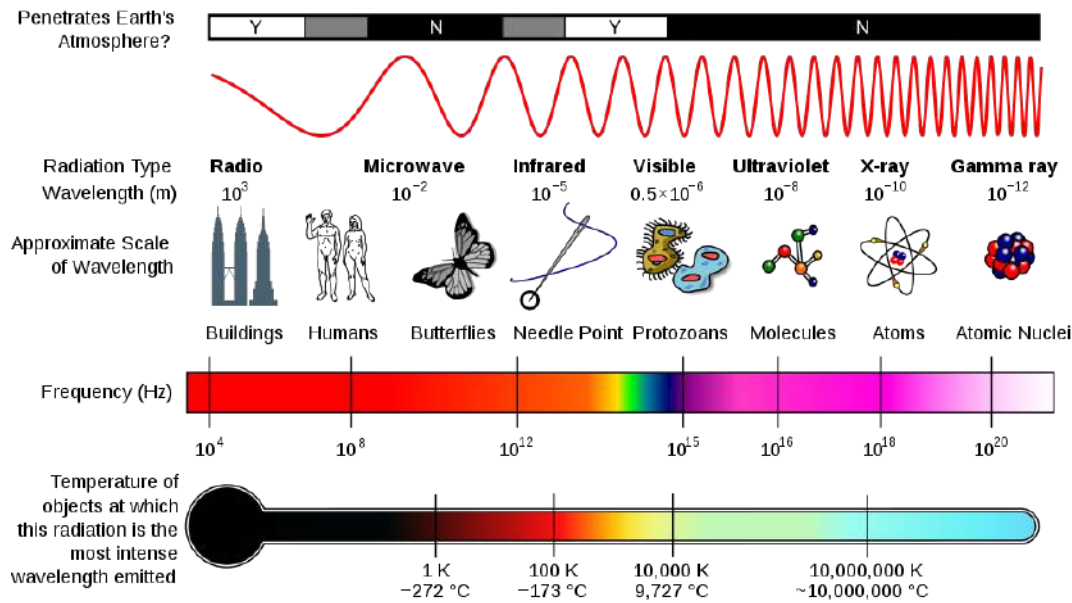 Penetrates Earth's
Atmosphere?
Y N Y N
Radiation Type Radio Microwave Infrared Visible Ultraviolet X-ray Gamma ray
Wavelength (m) 10³ 10⁻² 10⁻⁵ 0.5×10⁻⁶ 10⁻⁸ 10⁻¹⁰ 10⁻¹²
Approximate Scale
of Wavelength
Buildings Humans Butterflies Needle Point Protozoans Molecules Atoms Atomic Nuclei
Frequency (Hz)
10⁴ 10⁸ 10¹² 10¹⁵ 10¹⁶ 10¹⁸ 10²⁰
Temperature of
objects at which
this radiation is the
most intense
wavelength emitted
1 K 100 K 10,000 K 10,000,000 K
−272 °C −173 °C 9,727 °C ~10,000,000 °C